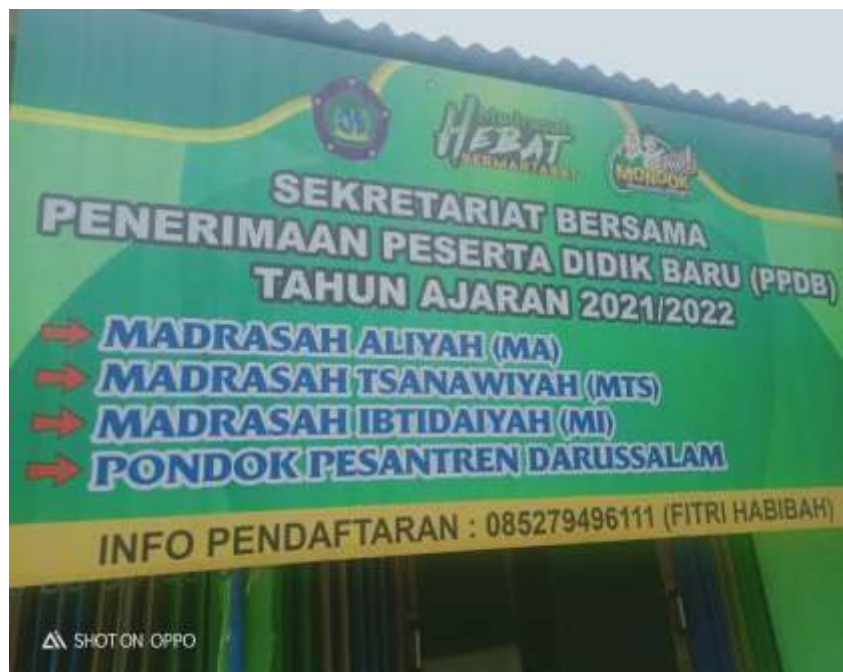 HEBAT
BERMARTABAT
MONDOK
SEKRETARIAT BERSAMA
PENERIMAAN PESERTA DIDIK BARU (PPDB)
TAHUN AJARAN 2021/2022
MADRASAH ALIYAH (MA)
MADRASAH TSANAWIYAH (MTS)
MADRASAH IBTIDAIYAH (MI)
PONDOK PESANTREN DARUSSALAM
INFO PENDAFTARAN : 085279496111 (FITRI HABIBAH)
SHOT ON OPPO